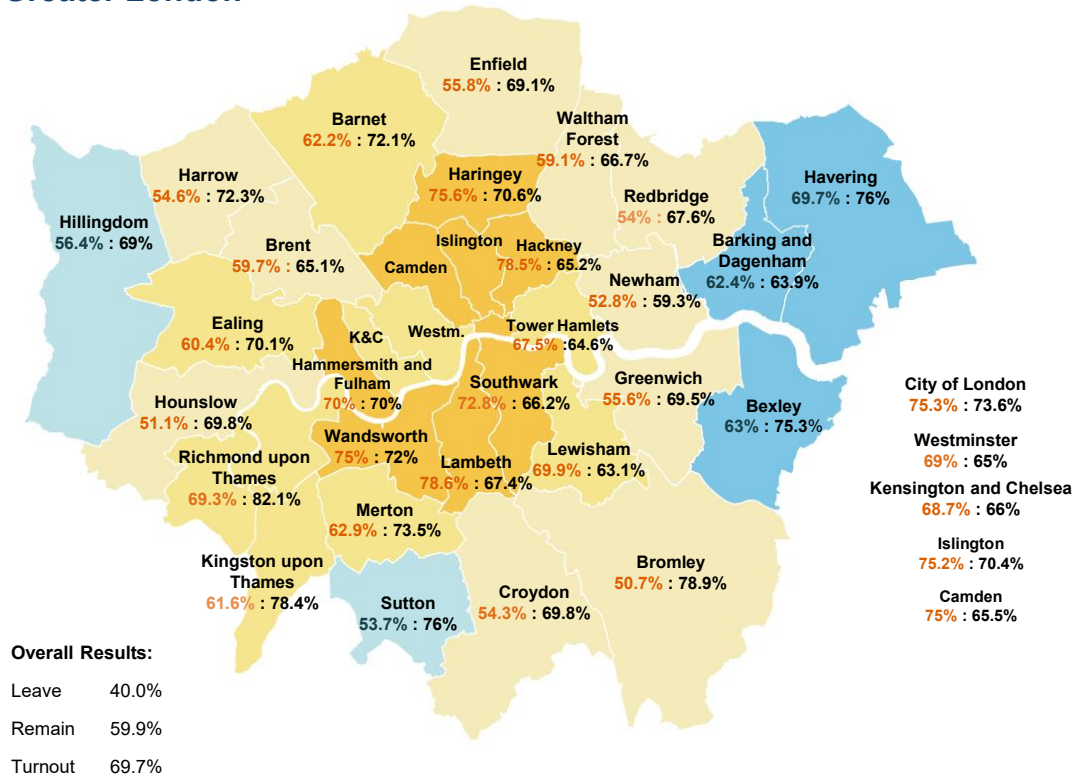 Greater London
Enfield
55.8% : 69.1%
Barnet
62.2% : 72.1%
Waltham
Forest
59.1% : 66.7%
Harrow
54.6% : 72.3%
Haringey
75.6% : 70.6%
Redbridge
54% : 67.6%
Havering
69.7% : 76%
Hillingdom
56.4% : 69%
Brent
59.7% : 65.1%
Islington
Hackney
78.5% : 65.2%
Camden
Newham
52.8% : 59.3%
Barking and
Dagenham
62.4% : 63.9%
Ealing
60.4% : 70.1%
K&C
Westm.
Tower Hamlets
67.5% :64.6%
Hammersmith and
Fulham
70% : 70%
Southwark
72.8% : 66.2%
Greenwich
55.6% : 69.5%
Bexley
63% : 75.3%
Hounslow
51.1% : 69.8%
Wandsworth
75% : 72%
Lambeth
78.6% : 67.4%
Lewisham
69.9% : 63.1%
Richmond upon
Thames
69.3% : 82.1%
Merton
62.9% : 73.5%
Kingston upon
Thames
61.6% : 78.4%
Sutton
53.7% : 76%
Croydon
54.3% : 69.8%
Bromley
50.7% : 78.9%
City of London
75.3% : 73.6%
Westminster
69% : 65%
Kensington and Chelsea
68.7% : 66%
Islington
75.2% : 70.4%
Camden
75% : 65.5%
Overall Results:
Leave 40.0%
Remain 59.9%
Turnout 69.7%